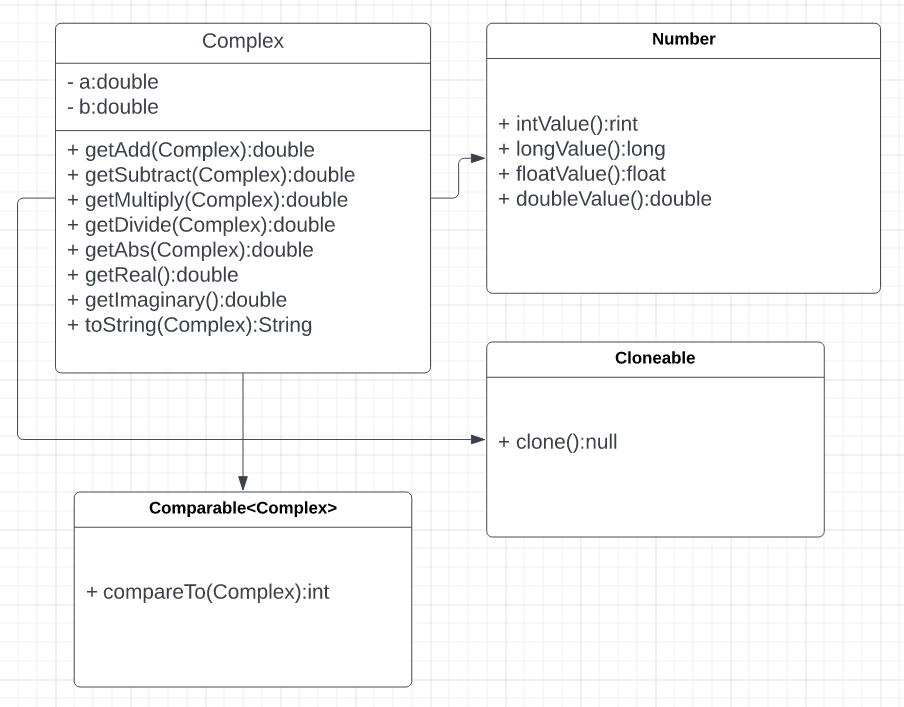 Complex
- a:double
- b:double
+ getAdd(Complex):double
+ getSubtract(Complex):double
+ getMultiply(Complex):double
+ getDivide(Complex):double
+ getAbs(Complex):double
+ getReal():double
+ getImaginary():double
+ toString(Complex):String
Number
+ intValue():rint
+ longValue():long
+ floatValue():float
+ doubleValue():double
Cloneable
+ clone():null
Comparable<Complex>
+ compareTo(Complex):int